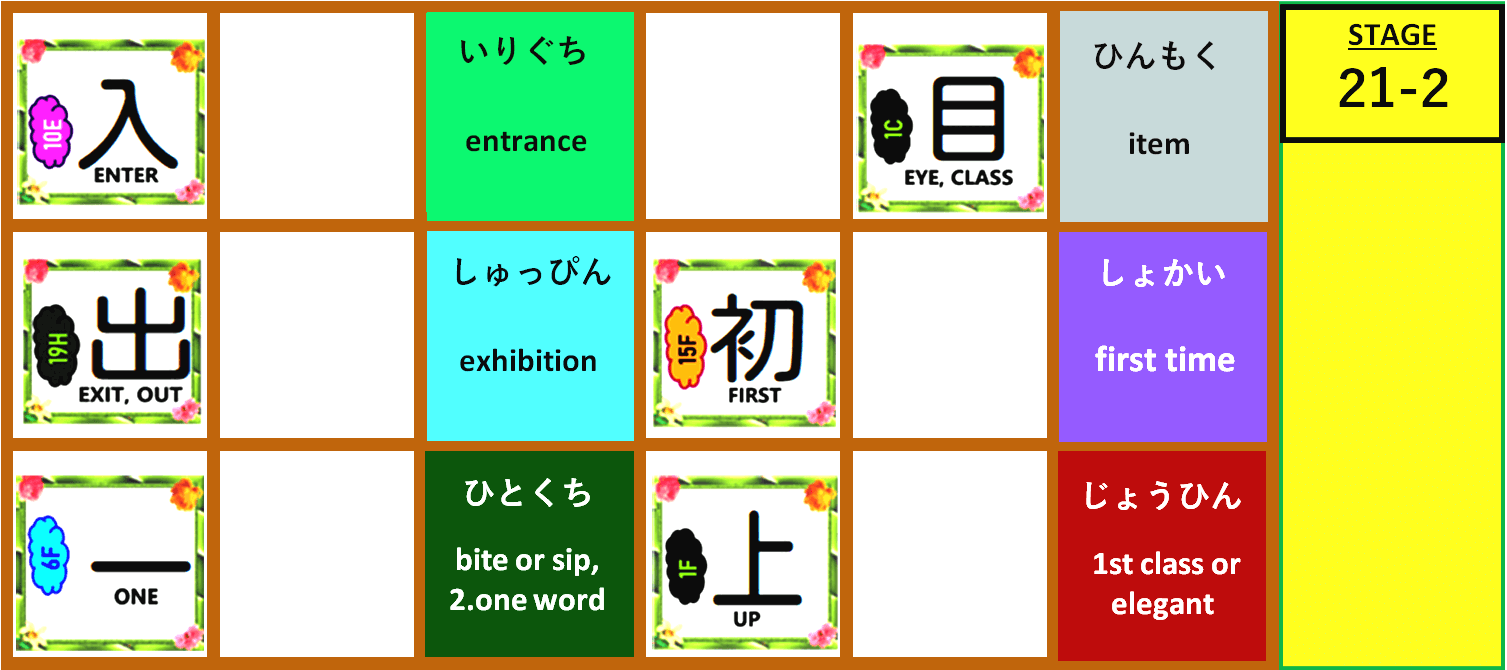 10E
入
ENTER
いりぐち
entrance
1C
目
EYE, CLASS
ひんもく
item
STAGE
21-2
19H
出
EXIT, OUT
しゅっぴん
exhibition
15F
初
FIRST
しょかい
first time
6F
一
ONE
ひとくち
bite or sip,
2.one word
1F
上
UP
じょうひん
1st class or
elegant